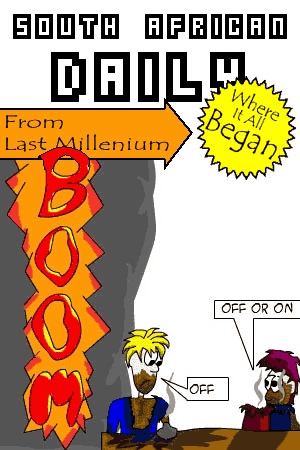 SOUTH AFRICAN
DAILY
Where
It All
Began
From
Last Millenium
BOOM
OFF OR ON
OFF